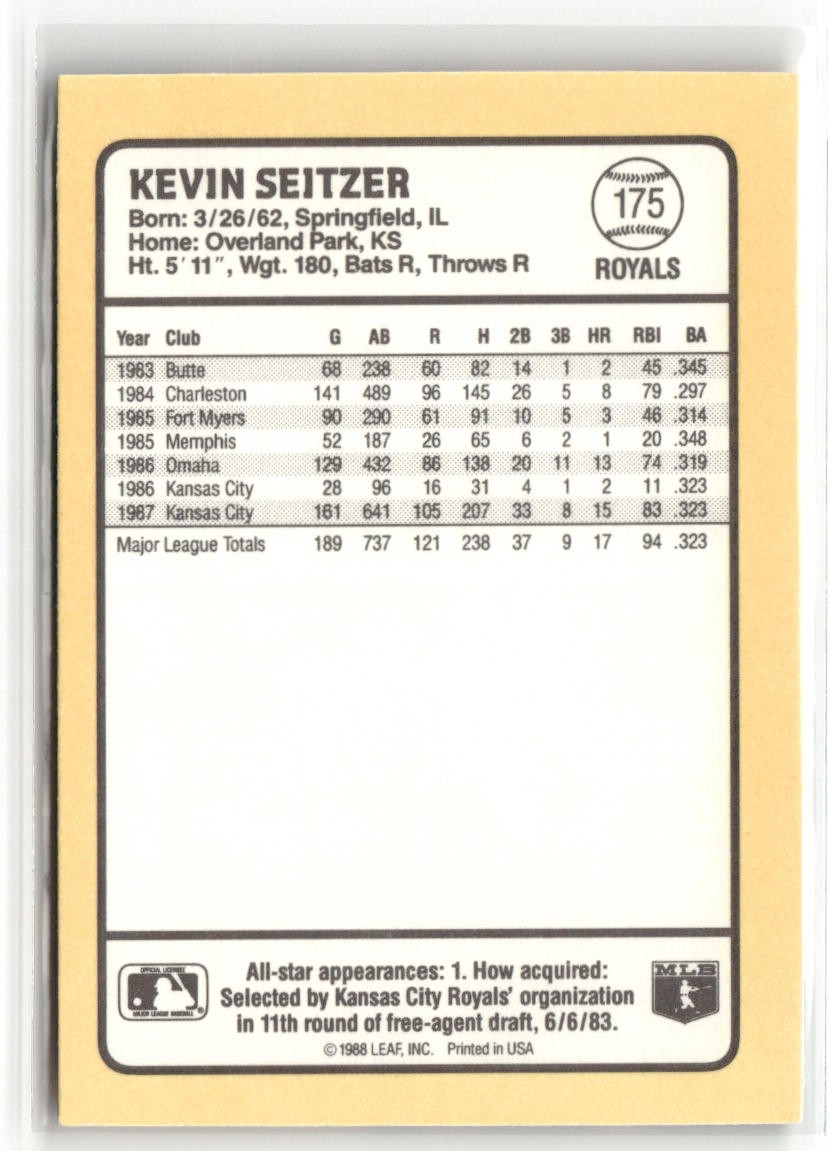 KEVIN SEITZER
Born: 3/26/62, Springfield, IL
Home: Overland Park, KS
Ht. 5' 11", Wgt. 180, Bats R, Throws R
175
ROYALS
Year Club G AB R H 2B 3B HR RBI BA
1983 Butte 68 238 60 82 14 1 2 45 .345
1984 Charleston 141 489 96 145 26 5 8 79 .297
1985 Fort Myers 90 290 61 91 10 5 3 46 .314
1985 Memphis 52 187 26 65 6 2 1 20 .348
1986 Omaha 129 432 86 138 20 11 13 74 .319
1986 Kansas City 28 96 16 31 4 1 2 11 .323
1987 Kansas City 161 641 105 207 33 8 15 83 .323
Major League Totals 189 737 121 238 37 9 17 94 .323
OFFICIAL LICENSEE
MAJOR LEAGUE BASEBALL ®
All-star appearances: 1. How acquired:
Selected by Kansas City Royals' organization
in 11th round of free-agent draft, 6/6/83.
MLB
© 1988 LEAF, INC. Printed in USA